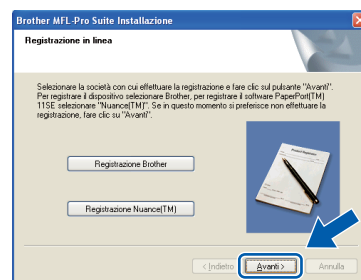 Brother MFL-Pro Suite Installazione
Registrazione in linea
Selezionare la società con cui effettuare la registrazione e fare clic sul pulsante "Avanti".
Per registrare il dispositivo selezionare Brother, per registrare il software PaperPort(TM)
11SE selezionare "Nuance(TM)". Se in questo momento si preferisce non effettuare la
registrazione, fare clic su "Avanti".
Registrazione Brother
Registrazione Nuance(TM)
< Indietro Avanti > Annulla